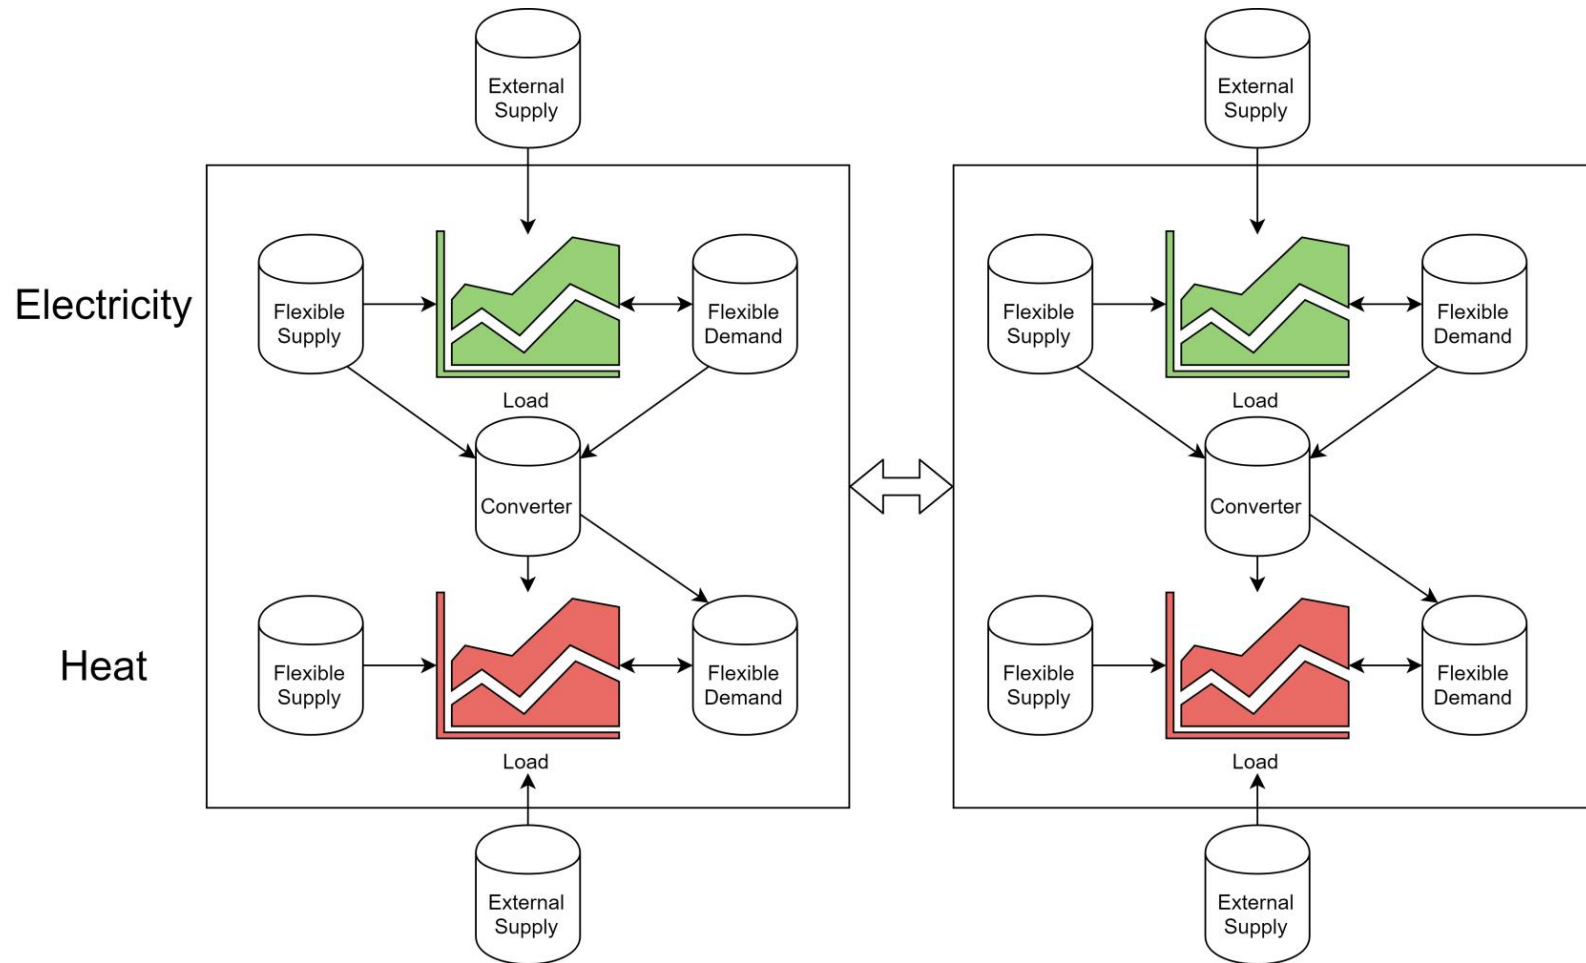 External
Supply
External
Supply
Electricity
Flexible
Supply
Load
Flexible
Demand
Flexible
Supply
Load
Flexible
Demand
Converter
Converter
Heat
Flexible
Supply
Load
Flexible
Demand
Flexible
Supply
Load
Flexible
Demand
External
Supply
External
Supply